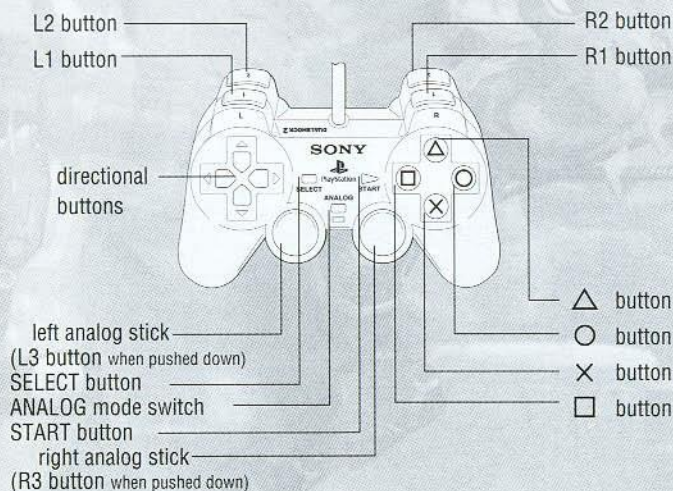 L2 button
R2 button
L1 button
R1 button
L
R
DUALSHOCK 2
SONY
directional
buttons
PlayStation
SELECT
START
ANALOG
△ button
left analog stick
○ button
(L3 button when pushed down)
SELECT button
× button
ANALOG mode switch
□ button
START button
right analog stick
(R3 button when pushed down)